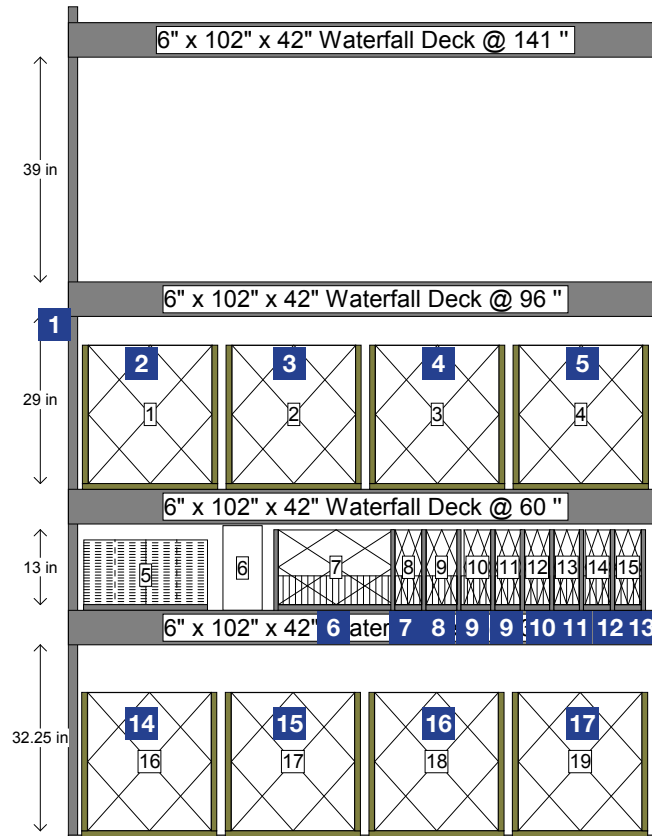 6" x 102" x 42" Waterfall Deck @ 141 "
39 in
6" x 102" x 42" Waterfall Deck @ 96 "
1
2 3 4 5
1 2 3 4
29 in
6" x 102" x 42" Waterfall Deck @ 60 "
13 in
5 6 7 8 9 10 11 12 13 14 15
6" x 102" x 42" 6 ater 7 8 9 9 10 11 12 13
14 15 16 17
32.25 in
16 17 18 19